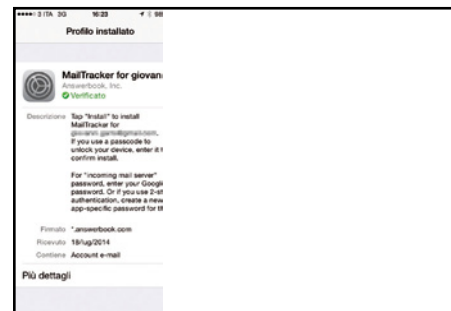 3 ITA 3G 16:23 98
Profilo installato
MailTracker for giovan
Answerbook, Inc.
Verificato
Descrizione Tap "Install" to install
MailTracker for
If you use a passcode to
unlock your device, enter it t
confirm install.
For "incoming mail server"
password, enter your Googl
password. Or if you use 2-st
authentication, create a new
app-specific password for th
Firmato *.answerbook.com
Ricevuto 18/lug/2014
Contiene Account e-mail
Più dettagli